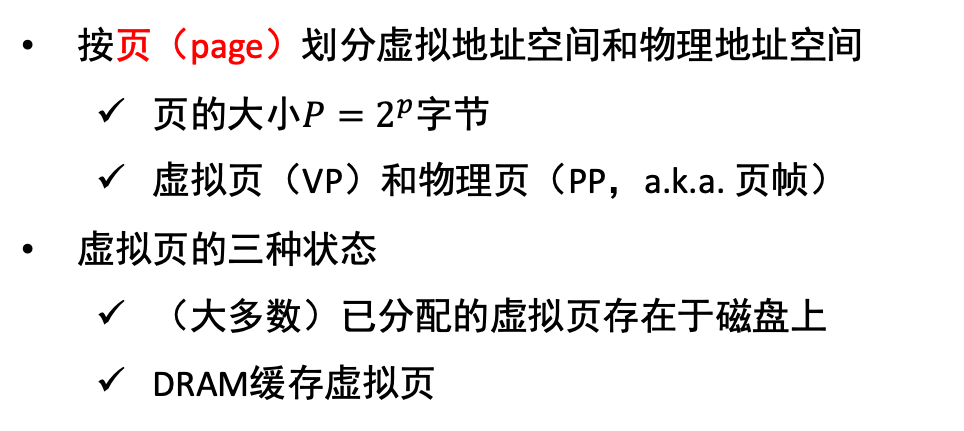 • 按页（page）划分虚拟地址空间和物理地址空间
✓ 页的大小P = 2^p字节
✓ 虚拟页（VP）和物理页（PP，a.k.a. 页帧）
• 虚拟页的三种状态
✓ （大多数）已分配的虚拟页存在于磁盘上
✓ DRAM缓存虚拟页